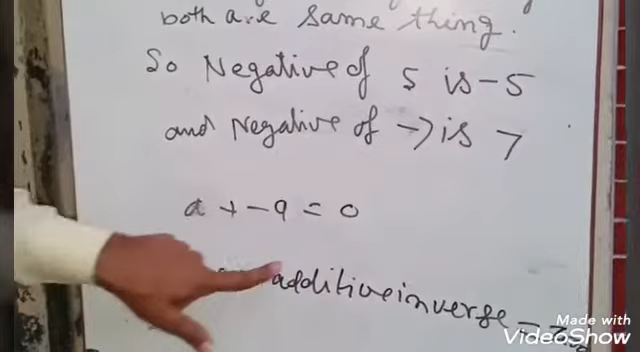 both are same thing.
So Negative of 5 is -5
and Negative of -7 is 7
a + -a = 0
additive inverse -
Made with
VideoShow